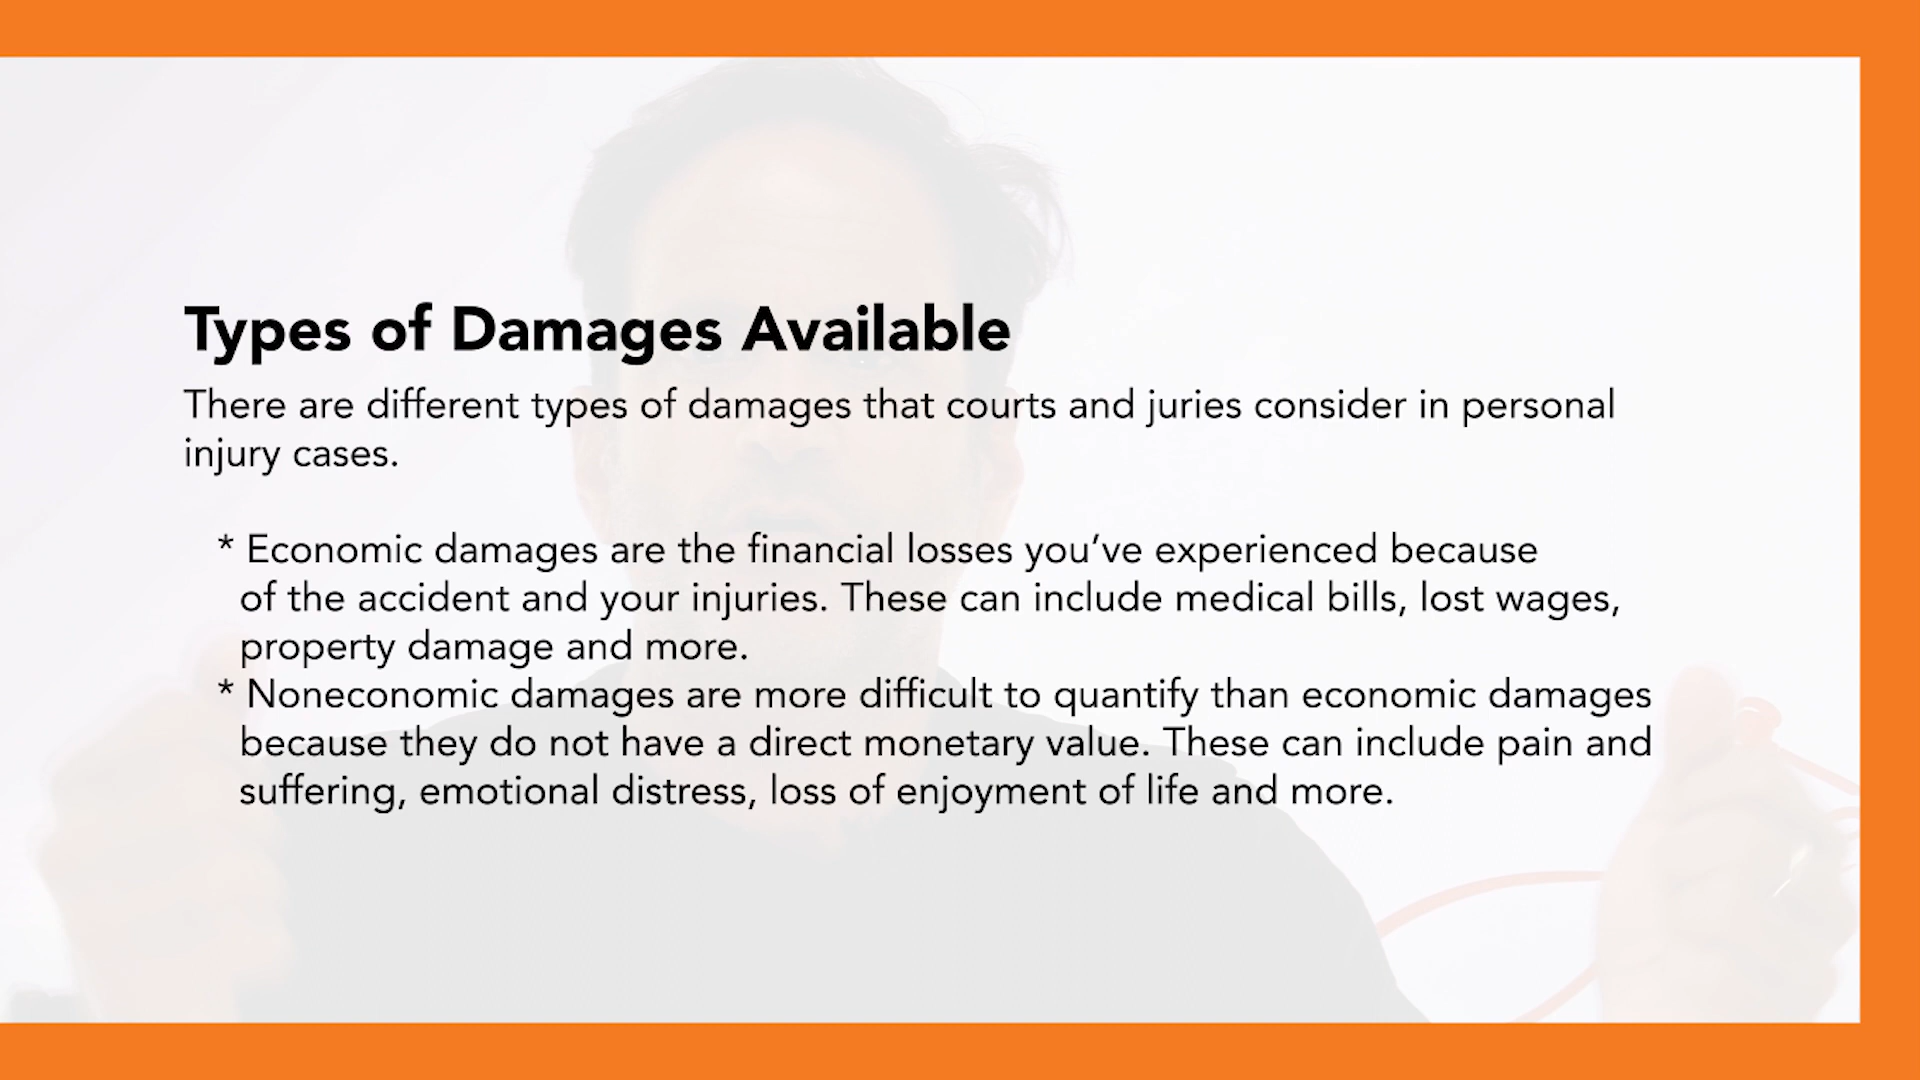 Types of Damages Available
There are different types of damages that courts and juries consider in personal
injury cases.
* Economic damages are the financial losses you’ve experienced because
of the accident and your injuries. These can include medical bills, lost wages,
property damage and more.
* Noneconomic damages are more difficult to quantify than economic damages
because they do not have a direct monetary value. These can include pain and
suffering, emotional distress, loss of enjoyment of life and more.